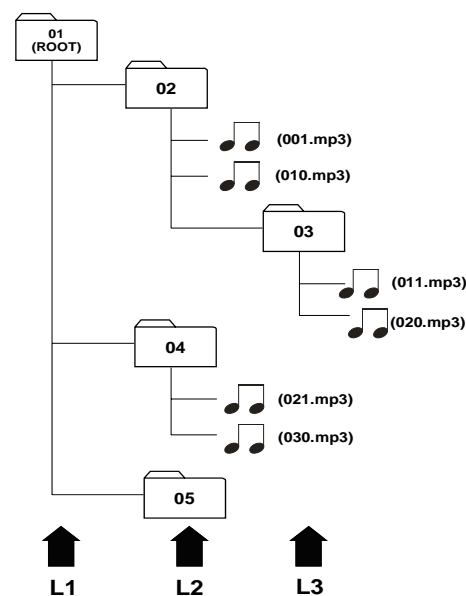 01
(ROOT)
02
(001.mp3)
(010.mp3)
03
(011.mp3)
(020.mp3)
04
(021.mp3)
(030.mp3)
05
L1 L2 L3